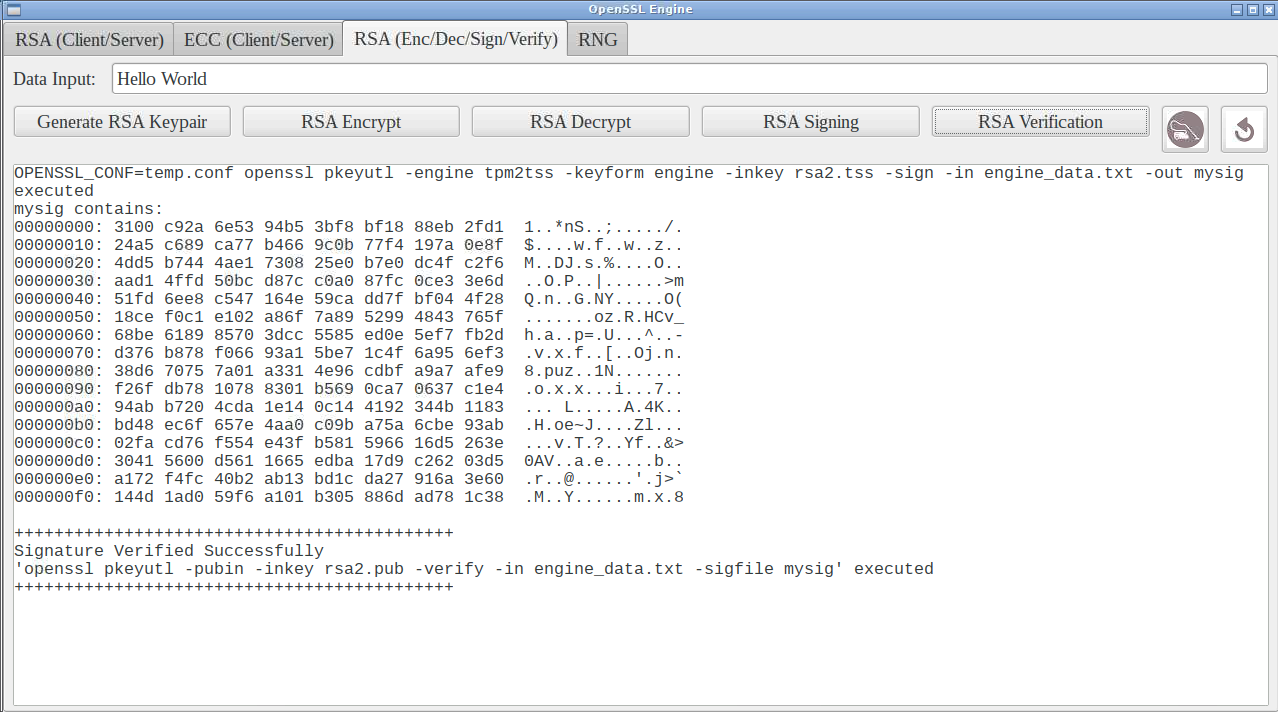 OpenSSL Engine
RSA (Client/Server) ECC (Client/Server) RSA (Enc/Dec/Sign/Verify) RNG
Data Input: Hello World
Generate RSA Keypair RSA Encrypt RSA Decrypt RSA Signing RSA Verification
OPENSSL_CONF=temp.conf openssl pkeyutl -engine tpm2tss -keyform engine -inkey rsa2.tss -sign -in engine_data.txt -out mysig
executed
mysig contains:
00000000: 3100 c92a 6e53 94b5 3bf8 bf18 88eb 2fd1  1..*nS..;...../.
00000010: 24a5 c689 ca77 b466 9c0b 77f4 197a 0e8f  $....w.f..w..z..
00000020: 4dd5 b744 4ae1 7308 25e0 b7e0 dc4f c2f6  M..DJ.s.%....O..
00000030: aad1 4ffd 50bc d87c c0a0 87fc 0ce3 3e6d  ..O.P..|......>m
00000040: 51fd 6ee8 c547 164e 59ca dd7f bf04 4f28  Q.n..G.NY.....O(
00000050: 18ce f0c1 e102 a86f 7a89 5299 4843 765f  .......oz.R.HCv_
00000060: 68be 6189 8570 3dcc 5585 ed0e 5ef7 fb2d  h.a..p=.U...^..-
00000070: d376 b878 f066 93a1 5be7 1c4f 6a95 6ef3  .v.x.f..[..Oj.n.
00000080: 38d6 7075 7a01 a331 4e96 cdbf a9a7 afe9  8.puz..1N.......
00000090: f26f db78 1078 8301 b569 0ca7 0637 c1e4  .o.x.x...i...7..
000000a0: 94ab b720 4cda 1e14 0c14 4192 344b 1183  ... L.....A.4K..
000000b0: bd48 ec6f 657e 4aa0 c09b a75a 6cbe 93ab  .H.oe~J....Zl...
000000c0: 02fa cd76 f554 e43f b581 5966 16d5 263e  ...v.T.?..Yf..&>
000000d0: 3041 5600 d561 1665 edba 17d9 c262 03d5  0AV..a.e.....b..
000000e0: a172 f4fc 40b2 ab13 bd1c da27 916a 3e60  .r..@......'.j>`
000000f0: 144d 1ad0 59f6 a101 b305 886d ad78 1c38  .M..Y......m.x.8
++++++++++++++++++++++++++++++++++++++++++++
Signature Verified Successfully
'openssl pkeyutl -pubin -inkey rsa2.pub -verify -in engine_data.txt -sigfile mysig' executed
++++++++++++++++++++++++++++++++++++++++++++